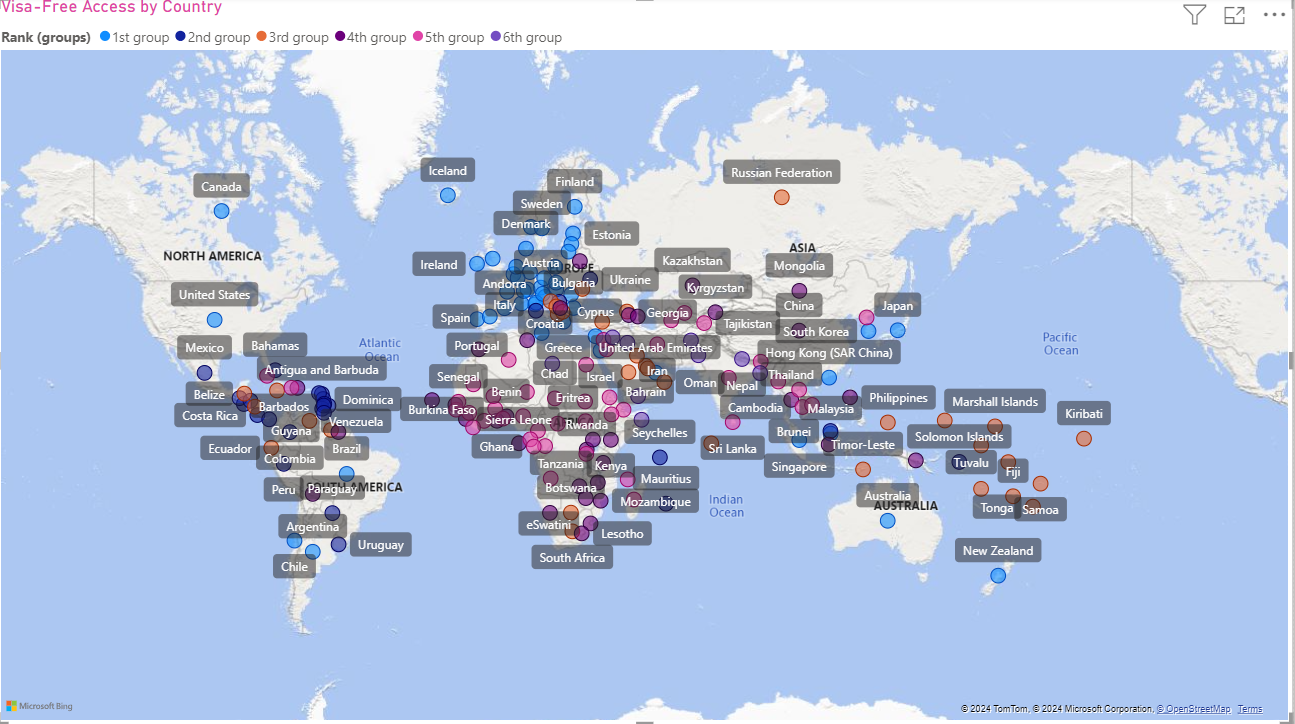 Visa-Free Access by Country
Rank (groups) 1st group 2nd group 3rd group 4th group 5th group 6th group
Iceland
Russian Federation
Finland
Canada
Sweden
Denmark
Estonia
ASIA
NORTH AMERICA
Kazakhstan
Ireland
Austria
Mongolia
Ukraine
Andorra
Bulgaria
Kyrgyzstan
United States
Italy
China
Japan
Spain
Cyprus
Georgia
Croatia
Tajikistan
South Korea
Pacific
Ocean
Atlantic
Ocean
Mexico
Bahamas
Portugal
Greece
United Arab Emirates
Hong Kong (SAR China)
Antigua and Barbuda
Senegal
Chad
Israel
Iran
Oman
Nepal
Thailand
Belize
Barbados
Dominica
Benin
Eritrea
Bahrain
Philippines
Marshall Islands
Costa Rica
Burkina Faso
Cambodia
Malaysia
Kiribati
Venezuela
Sierra Leone
Rwanda
Guyana
Seychelles
Brunei
Solomon Islands
Ecuador
Brazil
Ghana
Sri Lanka
Timor-Leste
Colombia
Tanzania
Kenya
Singapore
Tuvalu
Fiji
Peru
Paraguay
AMERICA
Botswana
Mauritius
Mozambique
Indian
Ocean
Australia
AUSTRALIA
Tonga
Samoa
Argentina
eSwatini
Lesotho
Uruguay
South Africa
New Zealand
Chile
Microsoft Bing
© 2024 TomTom, © 2024 Microsoft Corporation, © OpenStreetMap Terms